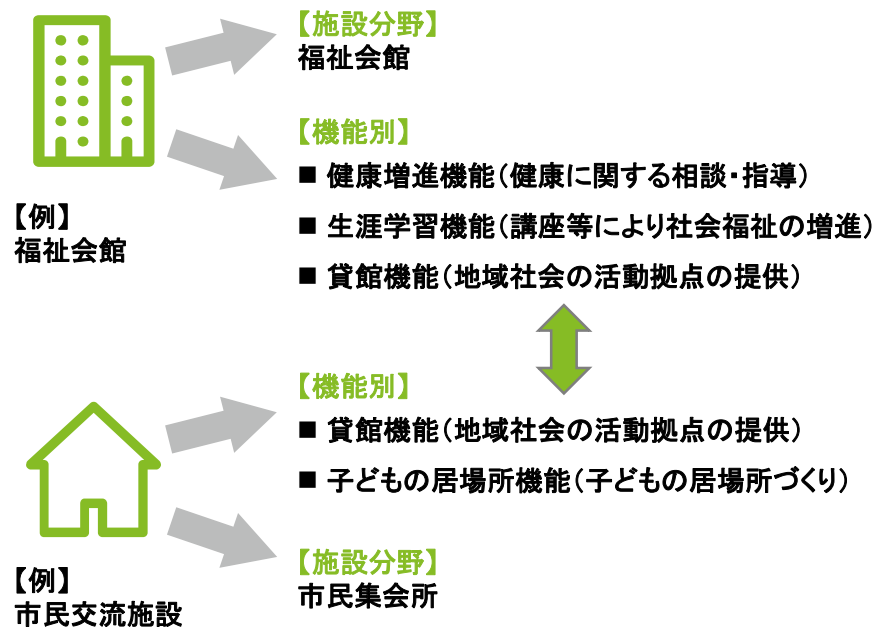 【施設分野】
福祉会館
【機能別】
■ 健康増進機能（健康に関する相談・指導）
■ 生涯学習機能（講座等により社会福祉の増進）
■ 貸館機能（地域社会の活動拠点の提供）
【例】
福祉会館
【機能別】
■ 貸館機能（地域社会の活動拠点の提供）
■ 子どもの居場所機能（子どもの居場所づくり）
【施設分野】
市民集会所
【例】
市民交流施設